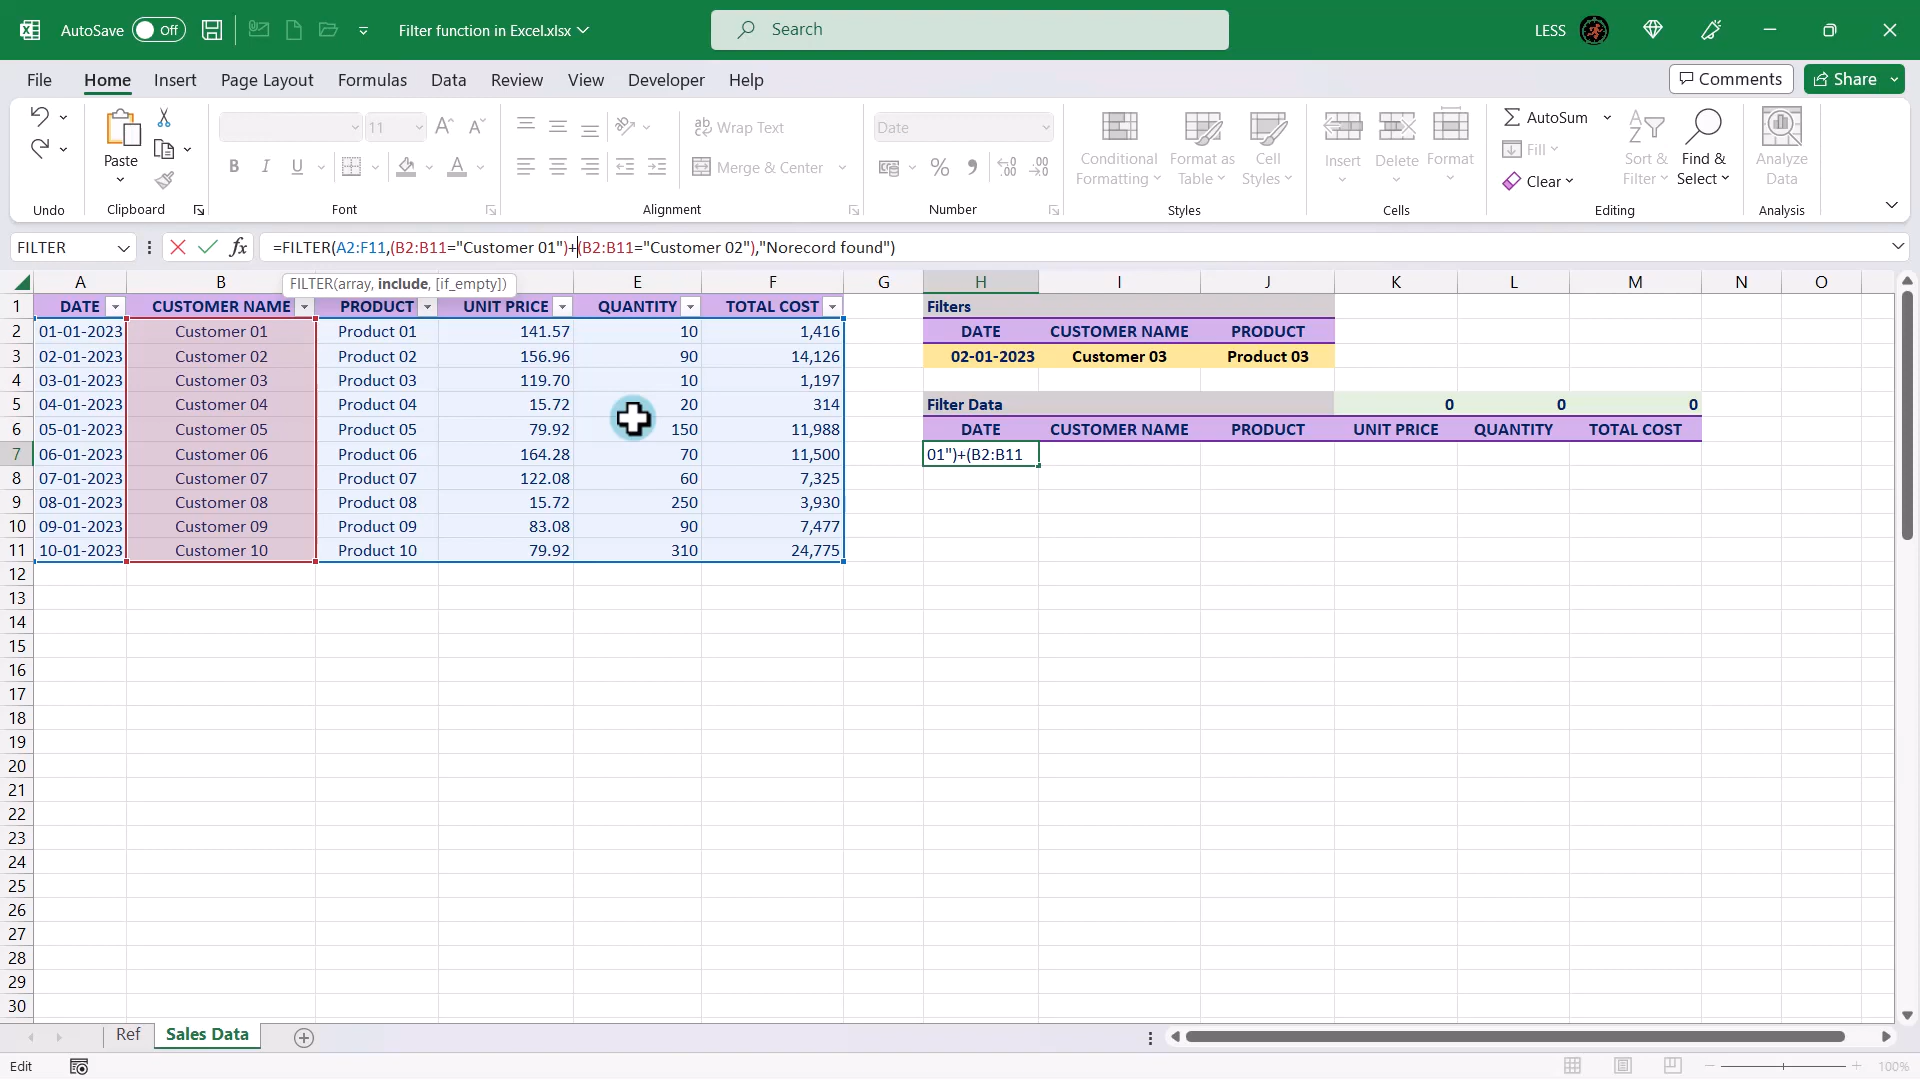 AutoSave Off Filter function in Excel.xlsx Search LESS
File Home Insert Page Layout Formulas Data Review View Developer Help Comments Share
Paste 11 Wrap Text Date Conditional Formatting Format as Table Cell Styles Insert Delete Format AutoSum Sort & Filter Find & Select Analyze Data
B I U Merge & Center % Fill
Clear
Undo Clipboard Font Alignment Number Styles Cells Editing Analysis
FILTER fx =FILTER(A2:F11,(B2:B11="Customer 01")+(B2:B11="Customer 02"),"Norecord found")
FILTER(array, include, [if_empty])
A B E F G H I J K L M N O
1 DATE CUSTOMER NAME PRODUCT UNIT PRICE QUANTITY TOTAL COST Filters
2 01-01-2023 Customer 01 Product 01 141.57 10 1,416 DATE CUSTOMER NAME PRODUCT
3 02-01-2023 Customer 02 Product 02 156.96 90 14,126 02-01-2023 Customer 03 Product 03
4 03-01-2023 Customer 03 Product 03 119.70 10 1,197
5 04-01-2023 Customer 04 Product 04 15.72 20 314 Filter Data 0 0 0
6 05-01-2023 Customer 05 Product 05 79.92 150 11,988 DATE CUSTOMER NAME PRODUCT UNIT PRICE QUANTITY TOTAL COST
7 06-01-2023 Customer 06 Product 06 164.28 70 11,500 01")+(B2:B11
8 07-01-2023 Customer 07 Product 07 122.08 60 7,325
9 08-01-2023 Customer 08 Product 08 15.72 250 3,930
10 09-01-2023 Customer 09 Product 09 83.08 90 7,477
11 10-01-2023 Customer 10 Product 10 79.92 310 24,775
12
13
14
15
16
17
18
19
20
21
22
23
24
25
26
27
28
29
30
Ref Sales Data
Edit 100%